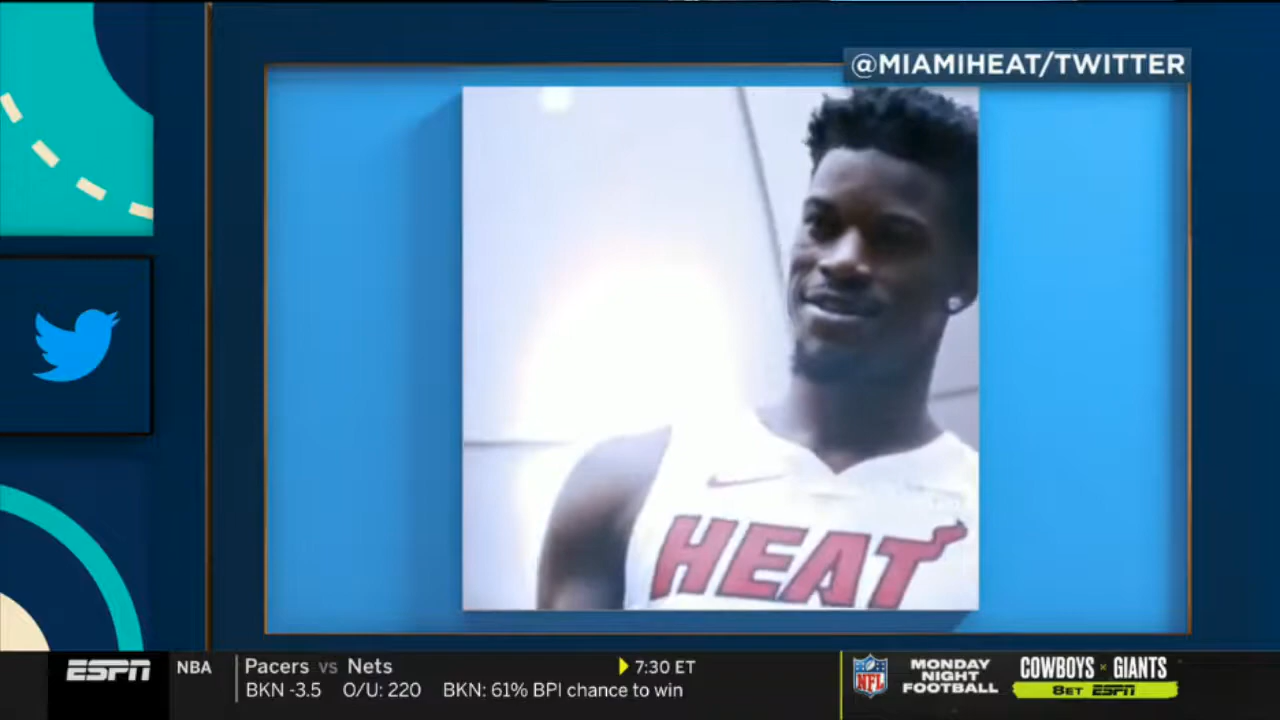 @MIAMIHEAT/TWITTER
HEAT
ESPN
NBA
Pacers vs Nets
7:30 ET
BKN -3.5 O/U: 220 BKN: 61% BPI chance to win
NFL
MONDAY
NIGHT
FOOTBALL
COWBOYS × GIANTS
8ET ESPN